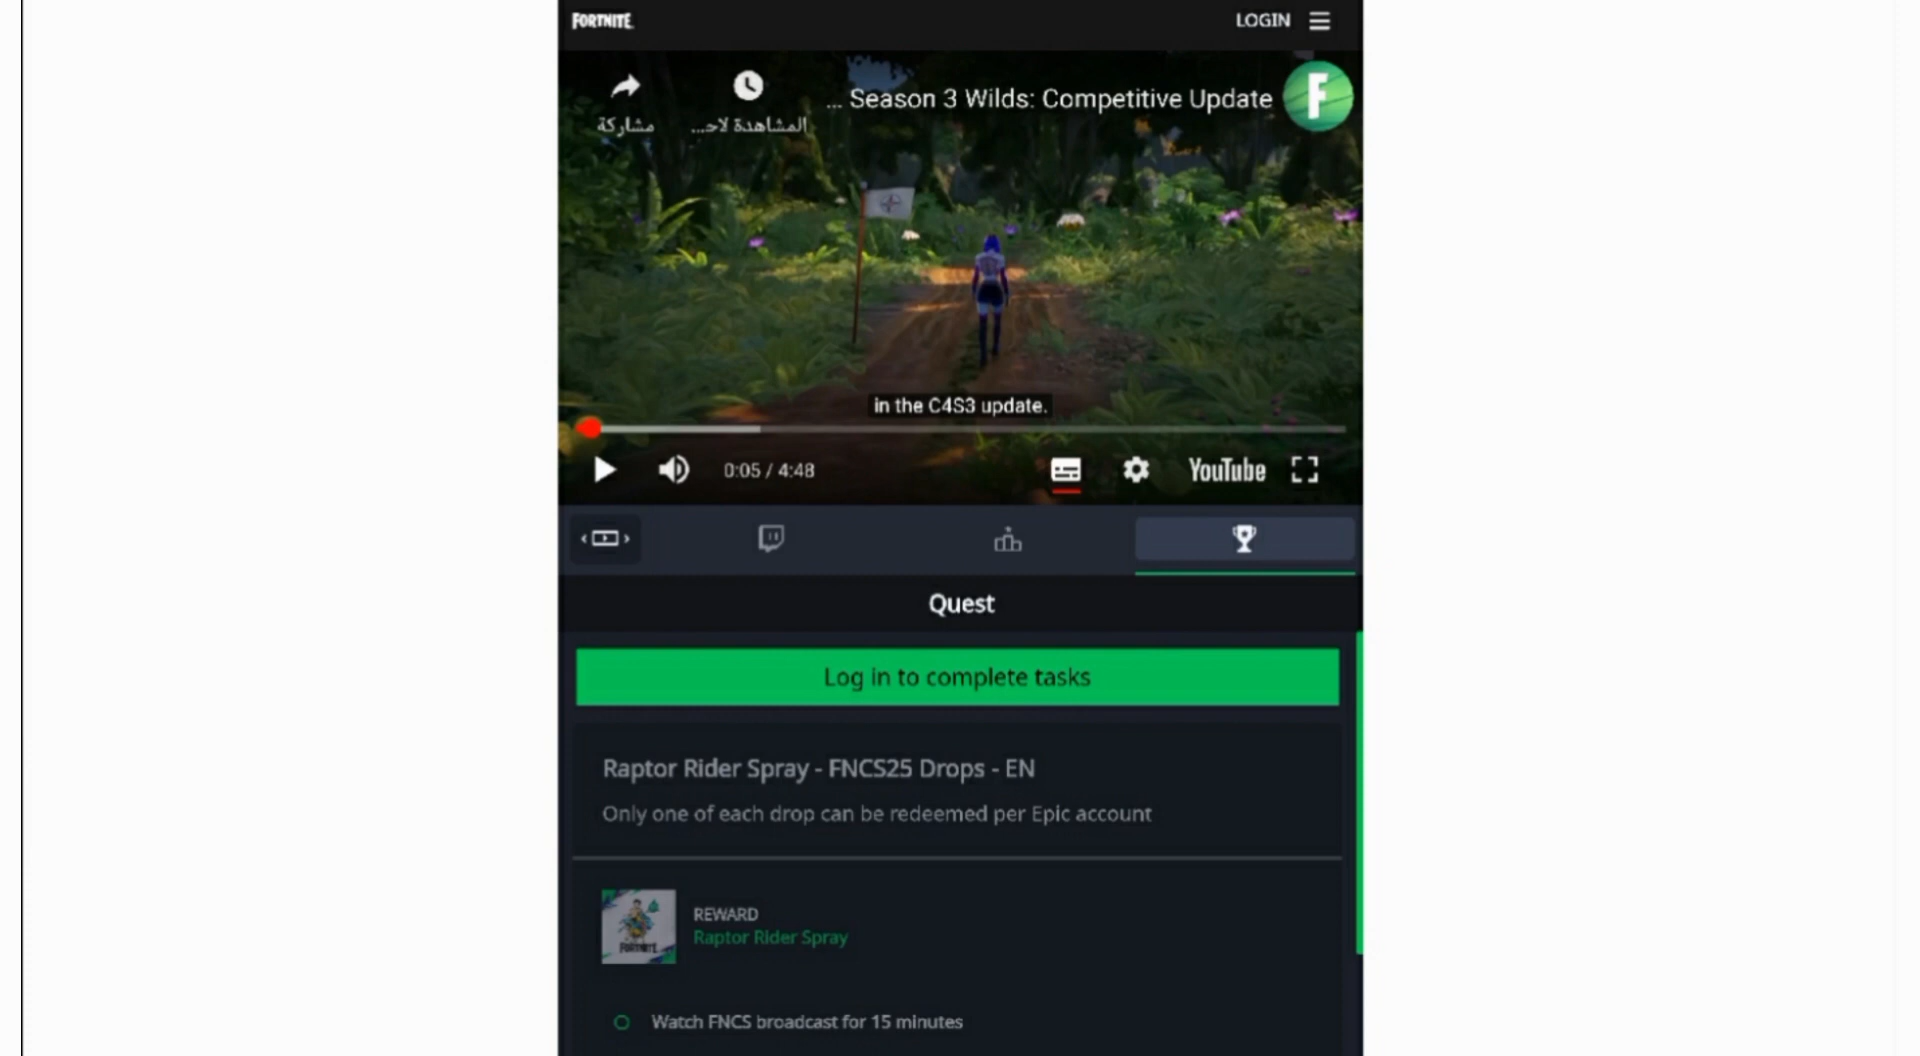 FORTNITE
LOGIN
... Season 3 Wilds: Competitive Update
مشاركة
المشاهدة لاحـ...
in the C4S3 update.
0:05 / 4:48
YouTube
Quest
Log in to complete tasks
Raptor Rider Spray - FNCS25 Drops - EN
Only one of each drop can be redeemed per Epic account
FORTNITE
REWARD
Raptor Rider Spray
Watch FNCS broadcast for 15 minutes